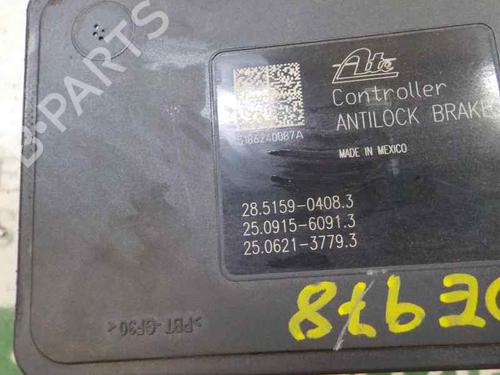 Ate
Controller
ANTILOCK BRAKE
MADE IN MEXICO
28.5159-0408.3
25.0915-6091.3
25.0621-3779.3
>PBT-GF30<
B-PARTS